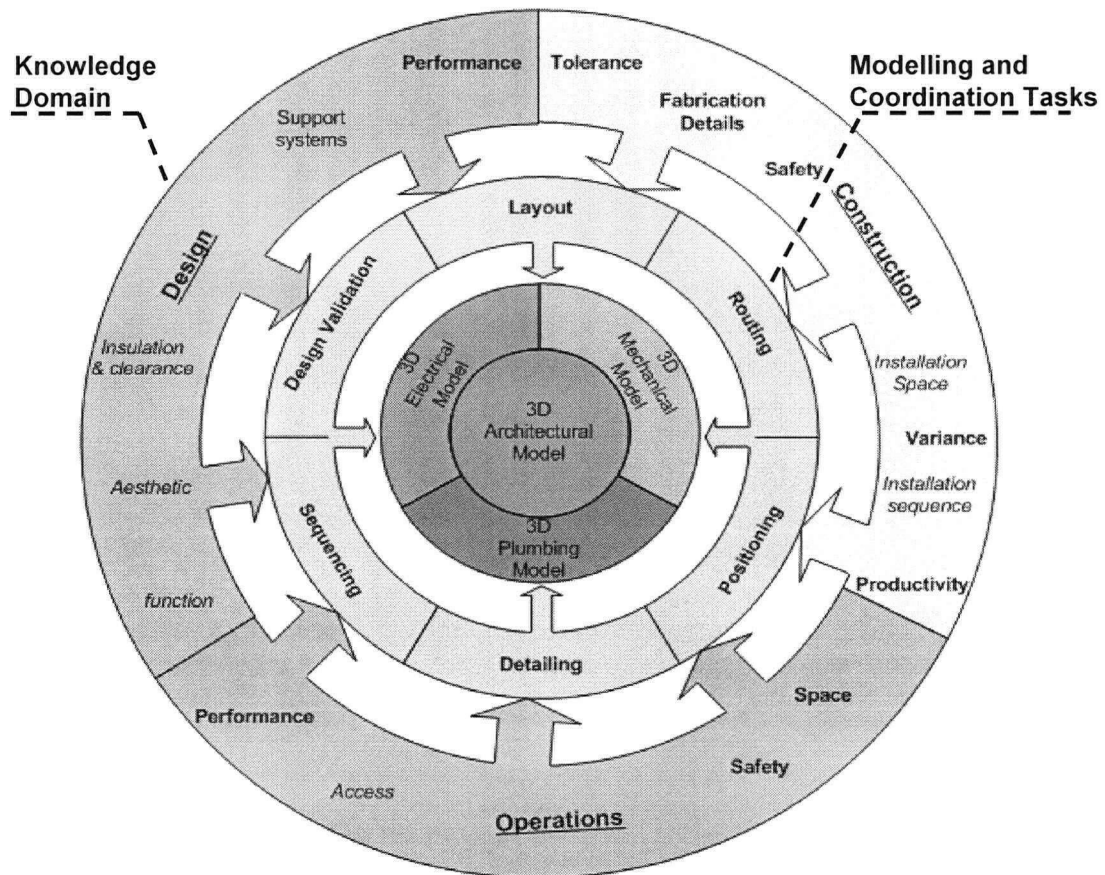 Knowledge
Domain
Modelling and
Coordination Tasks
Performance
Tolerance
Fabrication
Details
Safety
Construction
Installation
Space
Variance
Installation
sequence
Productivity
Space
Safety
Operations
Access
Performance
function
Aesthetic
Insulation
& clearance
Design
Support
systems
Layout
Routing
Positioning
Detailing
Sequencing
Design Validation
3D
Electrical
Model
3D
Mechanical
Model
3D
Architectural
Model
3D
Plumbing
Model